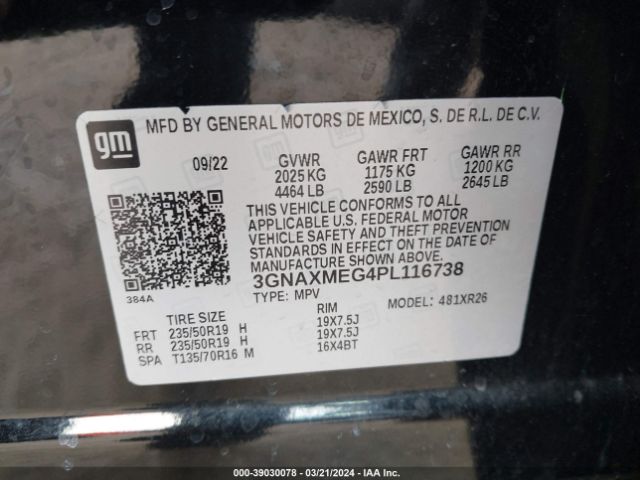 gm
MFD BY GENERAL MOTORS DE MEXICO, S. DE R.L. DE C.V.
09/22 GVWR GAWR FRT GAWR RR
2025 KG 1175 KG 1200 KG
4464 LB 2590 LB 2645 LB
THIS VEHICLE CONFORMS TO ALL
APPLICABLE U.S. FEDERAL MOTOR
VEHICLE SAFETY AND THEFT PREVENTION
STANDARDS IN EFFECT ON THE DATE OF
MANUFACTURE SHOWN ABOVE.
3GNAXMEG4PL116738
384A
TYPE: MPV MODEL: 481XR26
TIRE SIZE RIM
FRT 235/50R19 H 19X7.5J
RR 235/50R19 H 19X7.5J
SPA T135/70R16 M 16X4BT
000-39030078 - 03/21/2024 - IAA Inc.